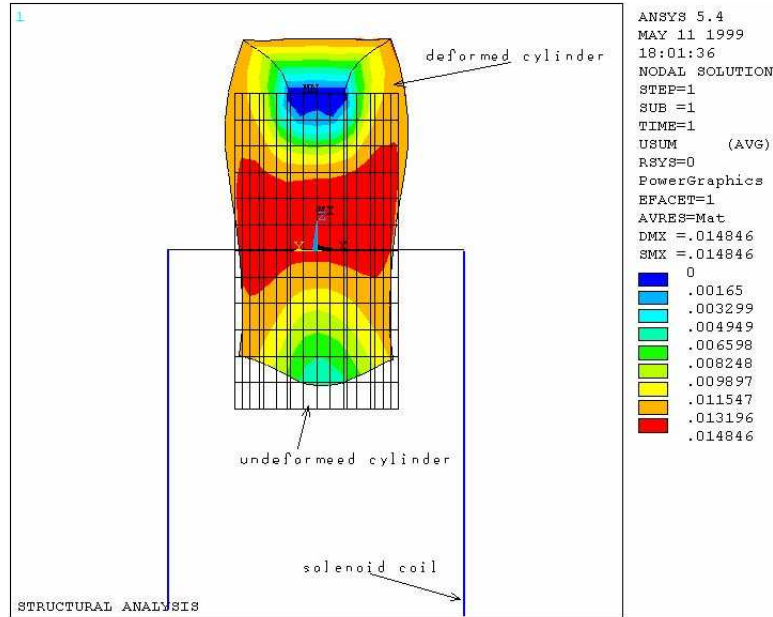 1
ANSYS 5.4
MAY 11 1999
18:01:36
NODAL SOLUTION
STEP=1
SUB =1
TIME=1
USUM (AVG)
RSYS=0
PowerGraphics
EFACET=1
AVRES=Mat
DMX =.014846
SMX =.014846
0
.00165
.003299
.004949
.006598
.008248
.009897
.011547
.013196
.014846
deformed cylinder
MN
X
undeformeed cylinder
solenoid coil
STRUCTURAL ANALYSIS